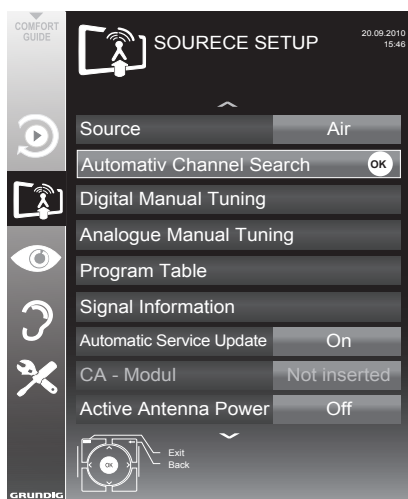 COMFORT
GUIDE
SOURECE SETUP
20.09.2010
15:46
Source Air
Automativ Channel Search OK
Digital Manual Tuning
Analogue Manual Tuning
Program Table
Signal Information
Automatic Service Update On
CA - Modul Not inserted
Active Antenna Power Off
OK
Exit
Back
GRUNDIG